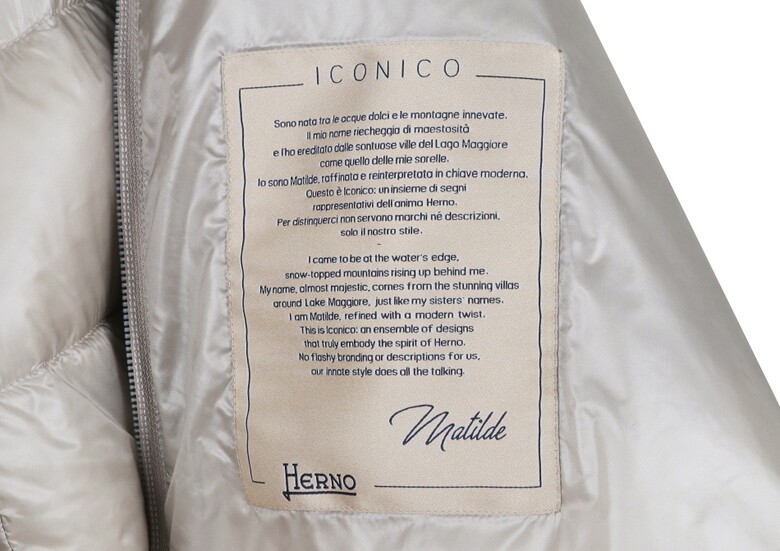 ICONICO
Sono nata tra le acque dolci e le montagne innevate.
Il mio nome riecheggia di maestosità
e l'ho ereditato dalle sontuose ville del Lago Maggiore
come quello delle mie sorelle.
Io sono Matilde, raffinata e reinterpretata in chiave moderna.
Questo è Iconico: un insieme di segni
rappresentativi dell'anima Herno.
Per distinguerci non servono marchi né descrizioni,
solo il nostro stile.
-
I came to be at the water's edge,
snow-topped mountains rising up behind me.
My name, almost majestic, comes from the stunning villas
around Lake Maggiore, just like my sisters' names.
I am Matilde, refined with a modern twist.
This is Iconico: an ensemble of designs
that truly embody the spirit of Herno.
No flashy branding or descriptions for us,
our innate style does all the talking.
Matilde
HERNO